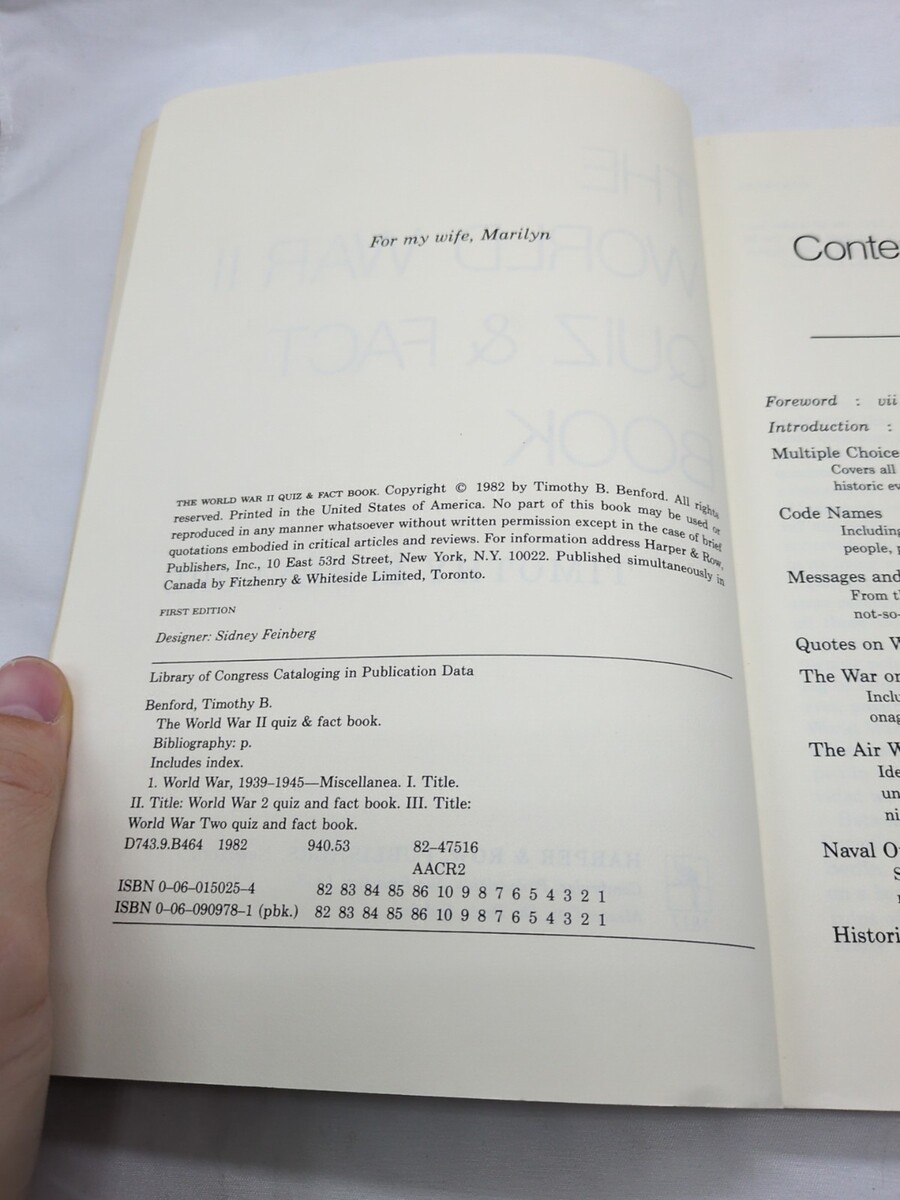 For my wife, Marilyn
THE WORLD WAR II QUIZ & FACT BOOK. Copyright © 1982 by Timothy B. Benford. All rights
reserved. Printed in the United States of America. No part of this book may be used or
reproduced in any manner whatsoever without written permission except in the case of brief
quotations embodied in critical articles and reviews. For information address Harper & Row,
Publishers, Inc., 10 East 53rd Street, New York, N.Y. 10022. Published simultaneously in
Canada by Fitzhenry & Whiteside Limited, Toronto.
FIRST EDITION
Designer: Sidney Feinberg
Library of Congress Cataloging in Publication Data
Benford, Timothy B.
The World War II quiz & fact book.
Bibliography: p.
Includes index.
1. World War, 1939–1945—Miscellanea. I. Title.
II. Title: World War 2 quiz and fact book. III. Title:
World War Two quiz and fact book.
D743.9.B464 1982 940.53 82–47516
AACR2
ISBN 0–06–015025–4 82 83 84 85 86 10 9 8 7 6 5 4 3 2 1
ISBN 0–06–090978–1 (pbk.) 82 83 84 85 86 10 9 8 7 6 5 4 3 2 1
Conte
Foreword : vii
Introduction :
Multiple Choice
Covers all
historic ev
Code Names
Including
people, p
Messages and
From t
not-so-
Quotes on W
The War on
Inclu
onag
The Air W
Ide
un
ni
Naval O
S
Histori